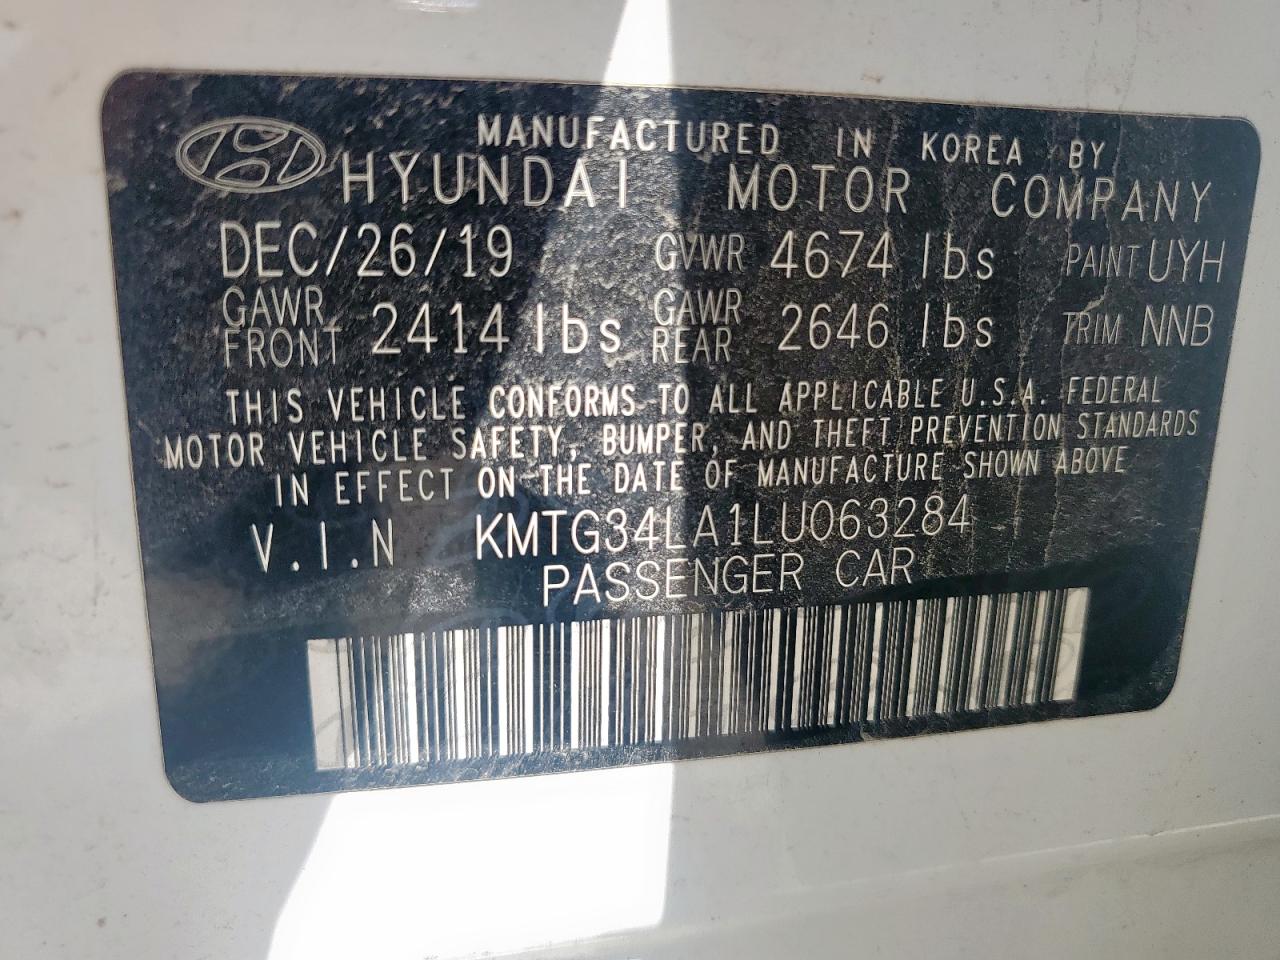 MANUFACTURED IN KOREA BY
HYUNDAI MOTOR COMPANY
DEC/26/19 GVWR 4674 lbs PAINT UYH
GAWR FRONT 2414 lbs GAWR REAR 2646 lbs TRIM NNB
THIS VEHICLE CONFORMS TO ALL APPLICABLE U.S.A. FEDERAL
MOTOR VEHICLE SAFETY, BUMPER, AND THEFT PREVENTION STANDARDS
IN EFFECT ON THE DATE OF MANUFACTURE SHOWN ABOVE
V.I.N KMTG34LA1LU063284
PASSENGER CAR